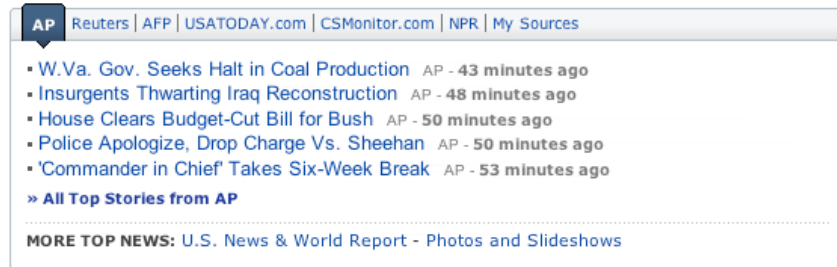 AP Reuters | AFP | USATODAY.com | CSMonitor.com | NPR | My Sources
▪ W.Va. Gov. Seeks Halt in Coal Production AP - 43 minutes ago
▪ Insurgents Thwarting Iraq Reconstruction AP - 48 minutes ago
▪ House Clears Budget-Cut Bill for Bush AP - 50 minutes ago
▪ Police Apologize, Drop Charge Vs. Sheehan AP - 50 minutes ago
▪ 'Commander in Chief' Takes Six-Week Break AP - 53 minutes ago
» All Top Stories from AP
MORE TOP NEWS: U.S. News & World Report - Photos and Slideshows